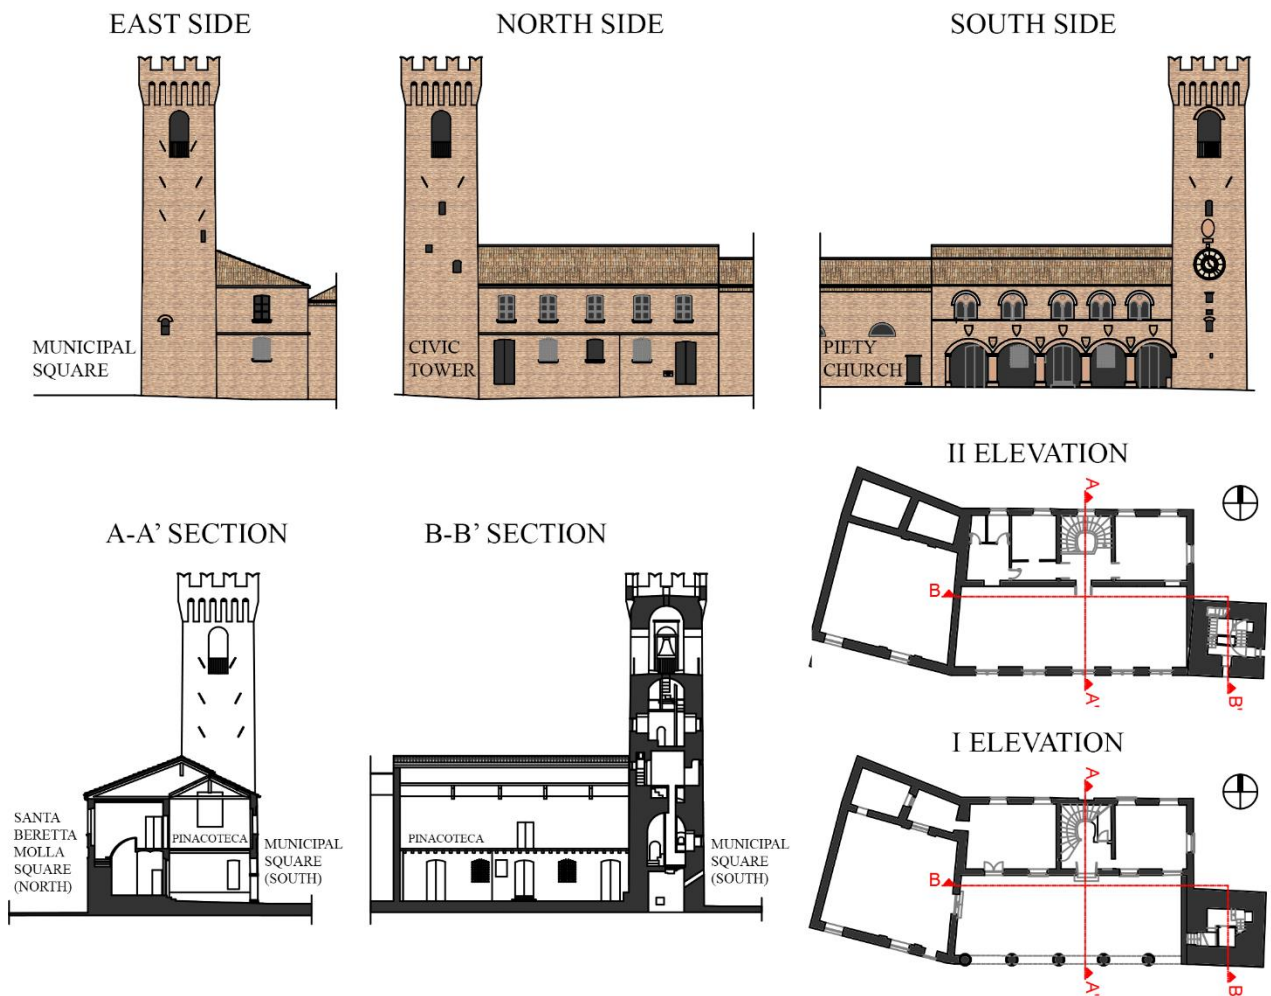 EAST SIDE
NORTH SIDE
SOUTH SIDE
MUNICIPAL
SQUARE
CIVIC
TOWER
PIETY
CHURCH
II ELEVATION
A
B
A'
B'
A-A' SECTION
B-B' SECTION
SANTA
BERETTA
MOLLA
SQUARE
(NORTH)
PINACOTECA
MUNICIPAL
SQUARE
(SOUTH)
PINACOTECA
MUNICIPAL
SQUARE
(SOUTH)
I ELEVATION
A
B
A'
B